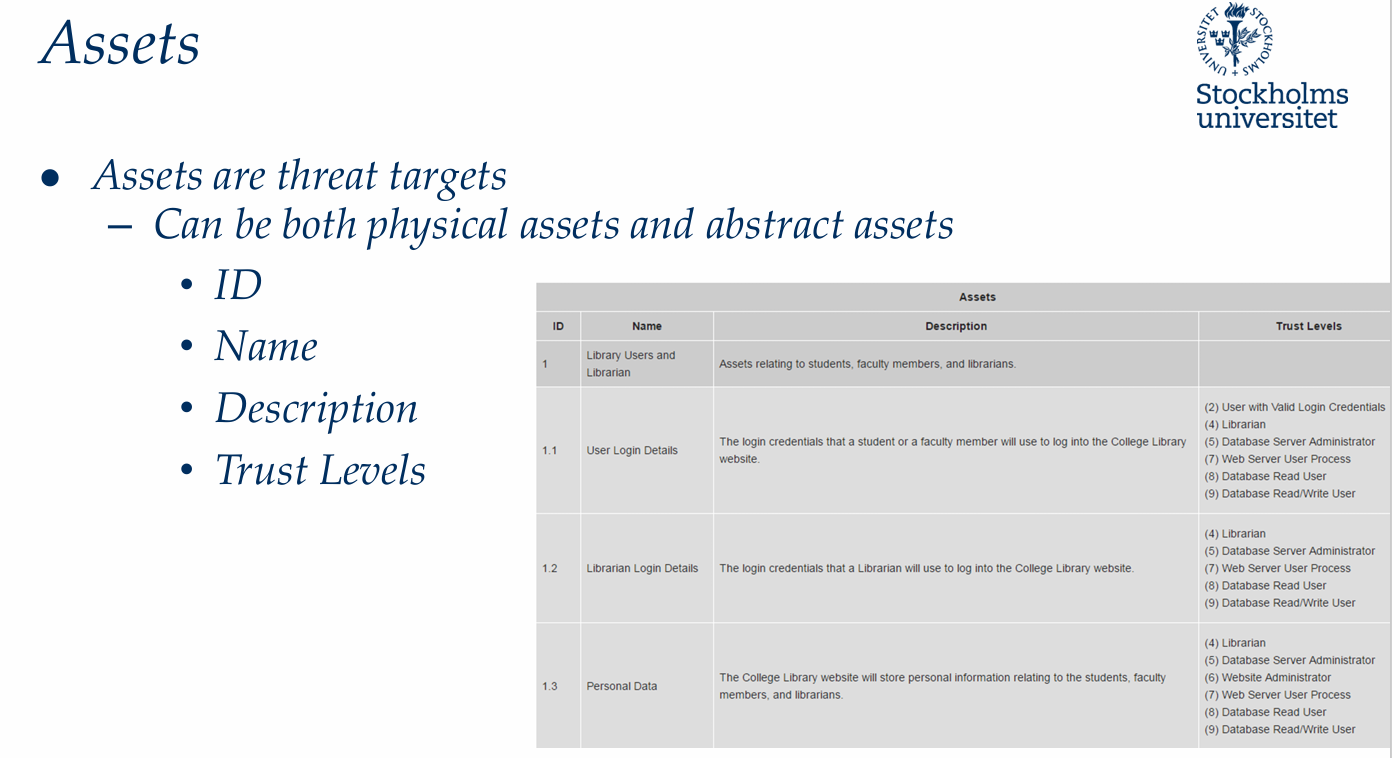 Assets
UNIVERSITET STOCKHOLMS
Stockholms
universitet
• Assets are threat targets
– Can be both physical assets and abstract assets
• ID
• Name
• Description
• Trust Levels
Assets
ID Name Description Trust Levels
1 Library Users and
Librarian
Assets relating to students, faculty members, and librarians.
1.1 User Login Details
The login credentials that a student or a faculty member will use to log into the College Library
website.
(2) User with Valid Login Credentials
(4) Librarian
(5) Database Server Administrator
(7) Web Server User Process
(8) Database Read User
(9) Database Read/Write User
1.2 Librarian Login Details The login credentials that a Librarian will use to log into the College Library website.
(4) Librarian
(5) Database Server Administrator
(7) Web Server User Process
(8) Database Read User
(9) Database Read/Write User
1.3 Personal Data
The College Library website will store personal information relating to the students, faculty
members, and librarians.
(4) Librarian
(5) Database Server Administrator
(6) Website Administrator
(7) Web Server User Process
(8) Database Read User
(9) Database Read/Write User